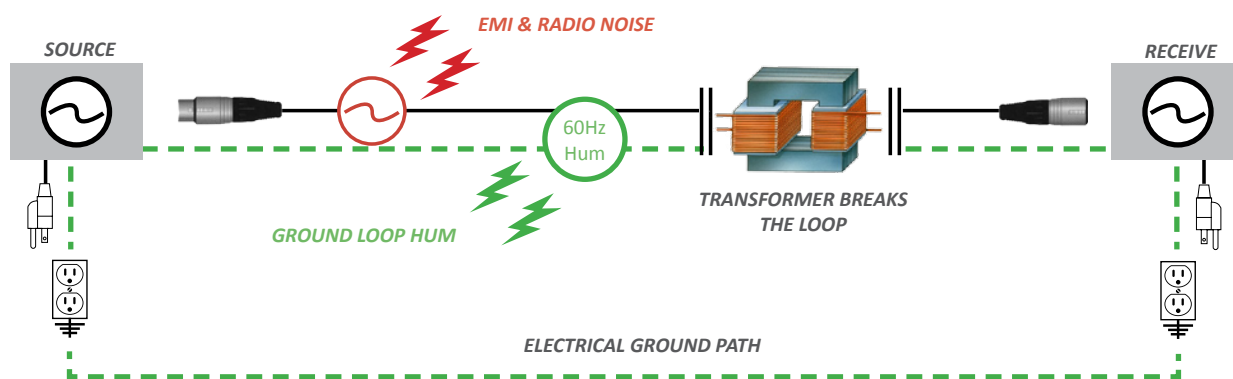 EMI & RADIO NOISE
SOURCE
RECEIVE
60Hz
Hum
TRANSFORMER BREAKS
THE LOOP
GROUND LOOP HUM
ELECTRICAL GROUND PATH